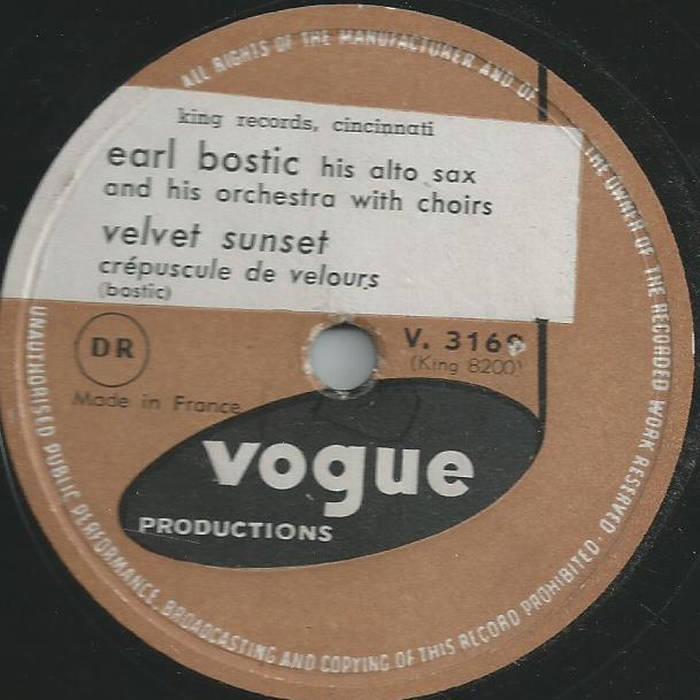 ALL RIGHTS OF THE MANUFACTURER AND OF THE OWNER OF THE RECORDED WORK RESERVED.
king records, cincinnati
earl bostic his alto sax
and his orchestra with choirs
velvet sunset
crépuscule de velours
(bostic)
DR
V. 316
(King 8200)
Made in France
vogue
PRODUCTIONS
UNAUTHORISED PUBLIC PERFORMANCE, BROADCASTING AND COPYING OF THIS RECORD PROHIBITED.